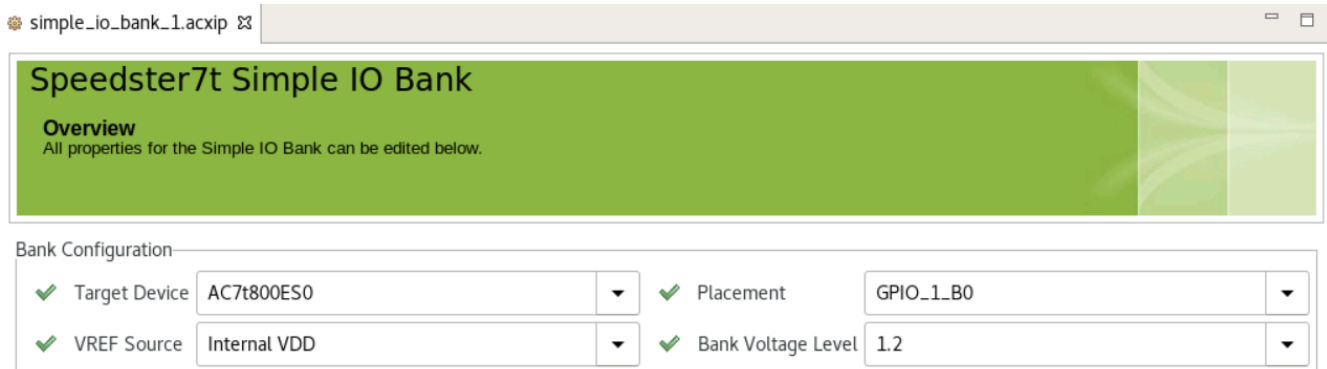 simple_io_bank_1.acxip
Speedster7t Simple IO Bank
Overview
All properties for the Simple IO Bank can be edited below.
Bank Configuration
Target Device AC7t800ES0 Placement GPIO_1_B0
VREF Source Internal VDD Bank Voltage Level 1.2